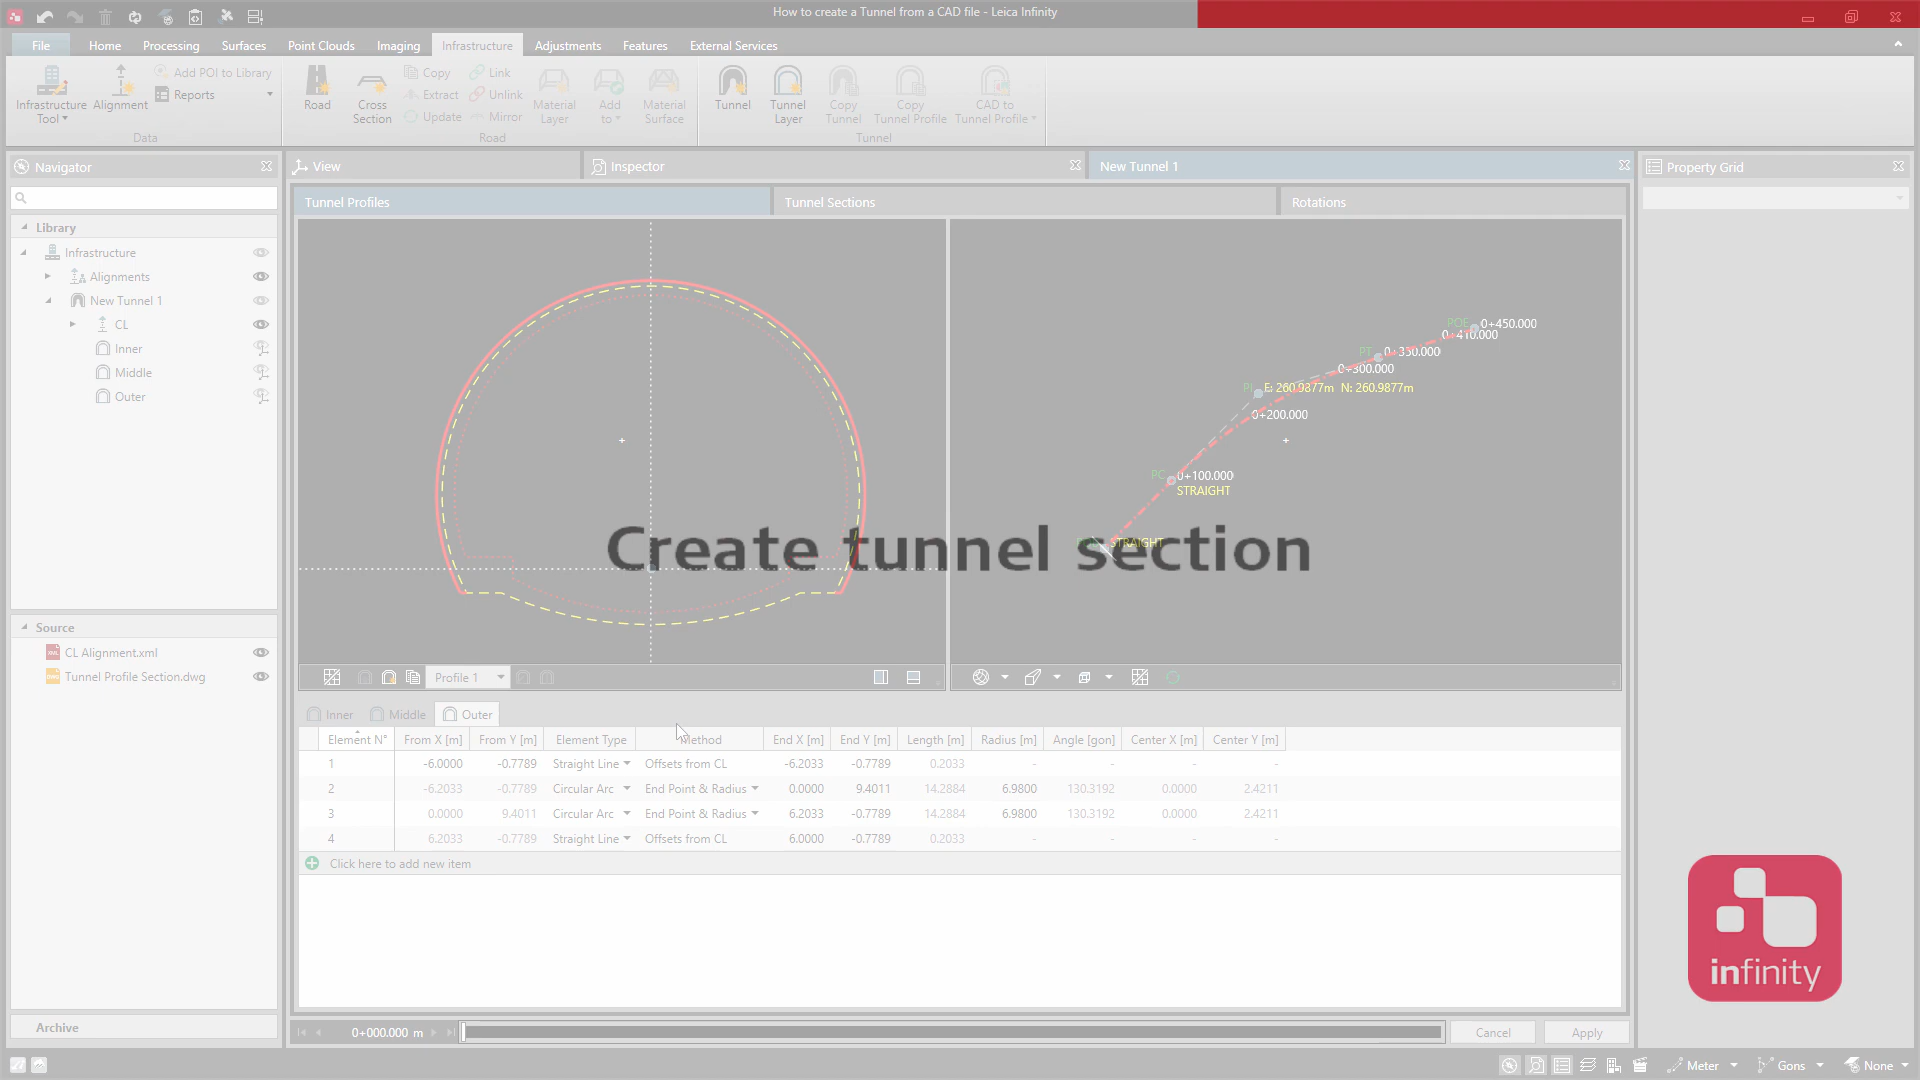 How to create a Tunnel from a CAD file - Leica Infinity
File Home Processing Surfaces Point Clouds Imaging Infrastructure Adjustments Features External Services
Infrastructure Tool
Alignment
Add POI to Library
Reports
Data
Road
Cross Section
Copy
Extract
Update
Link
Unlink
Mirror
Material Layer
Add to
Material Surface
Road
Tunnel
Tunnel Layer
Copy Tunnel
Copy Tunnel Profile
CAD to Tunnel Profile
Tunnel
Navigator
View
Inspector
New Tunnel 1
Property Grid
Tunnel Profiles
Tunnel Sections
Rotations
Library
Infrastructure
Alignments
New Tunnel 1
CL
Inner
Middle
Outer
0+450.000
0+410.000
PT 0+350.000
0+300.000
PI E: 260.9877m N: 260.9877m
0+200.000
PC 0+100.000
STRAIGHT
STRAIGHT
Create tunnel section
Source
CL Alignment.xml
Tunnel Profile Section.dwg
Archive
Profile 1
Inner Middle Outer
Element N° From X [m] From Y [m] Element Type Method End X [m] End Y [m] Length [m] Radius [m] Angle [gon] Center X [m] Center Y [m]
1 -6.0000 -0.7789 Straight Line Offsets from CL -6.2033 -0.7789 0.2033 - - - -
2 -6.2033 -0.7789 Circular Arc End Point & Radius 0.0000 9.4011 14.2884 6.9800 130.3192 0.0000 2.4211
3 0.0000 9.4011 Circular Arc End Point & Radius 6.2033 -0.7789 14.2884 6.9800 130.3192 0.0000 2.4211
4 6.2033 -0.7789 Straight Line Offsets from CL 6.0000 -0.7789 0.2033 - - - -
Click here to add new item
infinity
0+000.000 m
Cancel
Apply
Meter
Gons
None